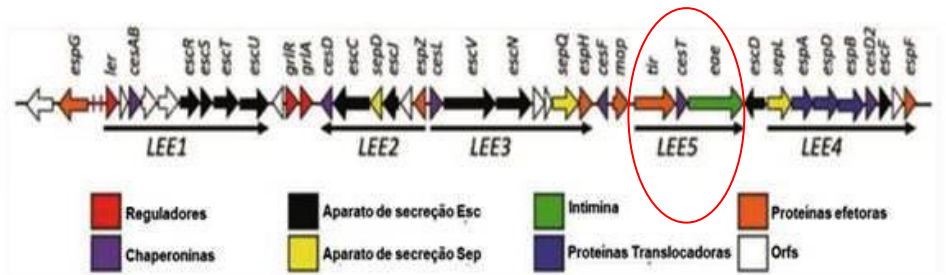 espG ler cesAB escR escS escT escU grlR grlA cesD escC sepD escJ espZ cesL escV escN sepQ espH cesF map tir cesT eae escD sepL espA espD espB cesD2 escF espF
LEE1 LEE2 LEE3 LEE5 LEE4
Reguladores Aparato de secreção Esc Intimina Proteínas efetoras
Chaperoninas Aparato de secreção Sep Proteínas Translocadoras Orfs